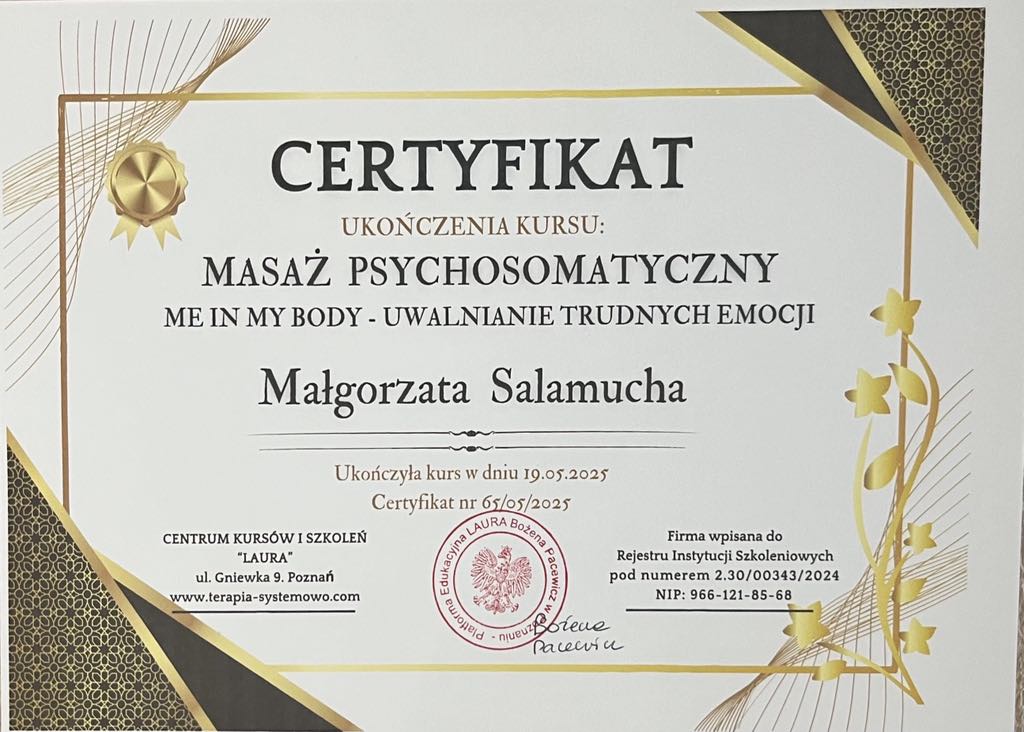 CERTYFIKAT
UKOŃCZENIA KURSU:
MASAŻ PSYCHOSOMATYCZNY
ME IN MY BODY - UWALNIANIE TRUDNYCH EMOCJI
Małgorzata Salamucha
Ukończyła kurs w dniu 19.05.2025
Certyfikat nr 65/05/2025
CENTRUM KURSÓW I SZKOLEŃ
"LAURA"
ul. Gniewka 9. Poznań
www.terapia-systemowo.com
Platforma Edukacyjna LAURA Bożena Pacewicz w Poznaniu -
Bożena
Pacewicz
Firma wpisana do
Rejestru Instytucji Szkoleniowych
pod numerem 2.30/00343/2024
NIP: 966-121-85-68